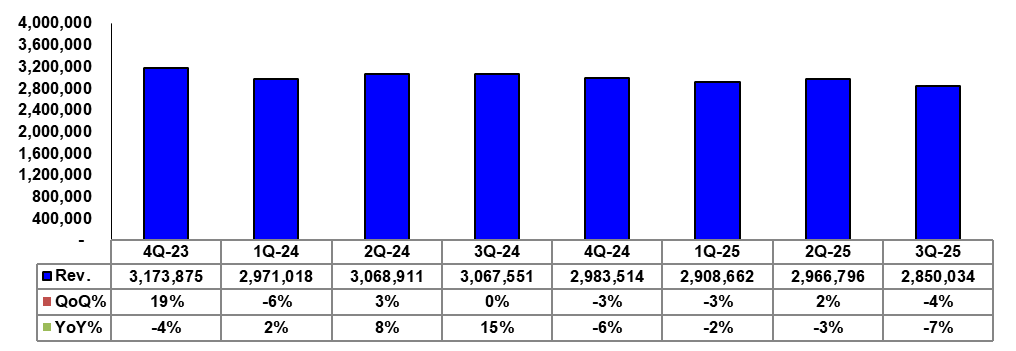 4,000,000
3,600,000
3,200,000
2,800,000
2,400,000
2,000,000
1,600,000
1,200,000
800,000
400,000
-
4Q-23 1Q-24 2Q-24 3Q-24 4Q-24 1Q-25 2Q-25 3Q-25
Rev. 3,173,875 2,971,018 3,068,911 3,067,551 2,983,514 2,908,662 2,966,796 2,850,034
QoQ% 19% -6% 3% 0% -3% -3% 2% -4%
YoY% -4% 2% 8% 15% -6% -2% -3% -7%